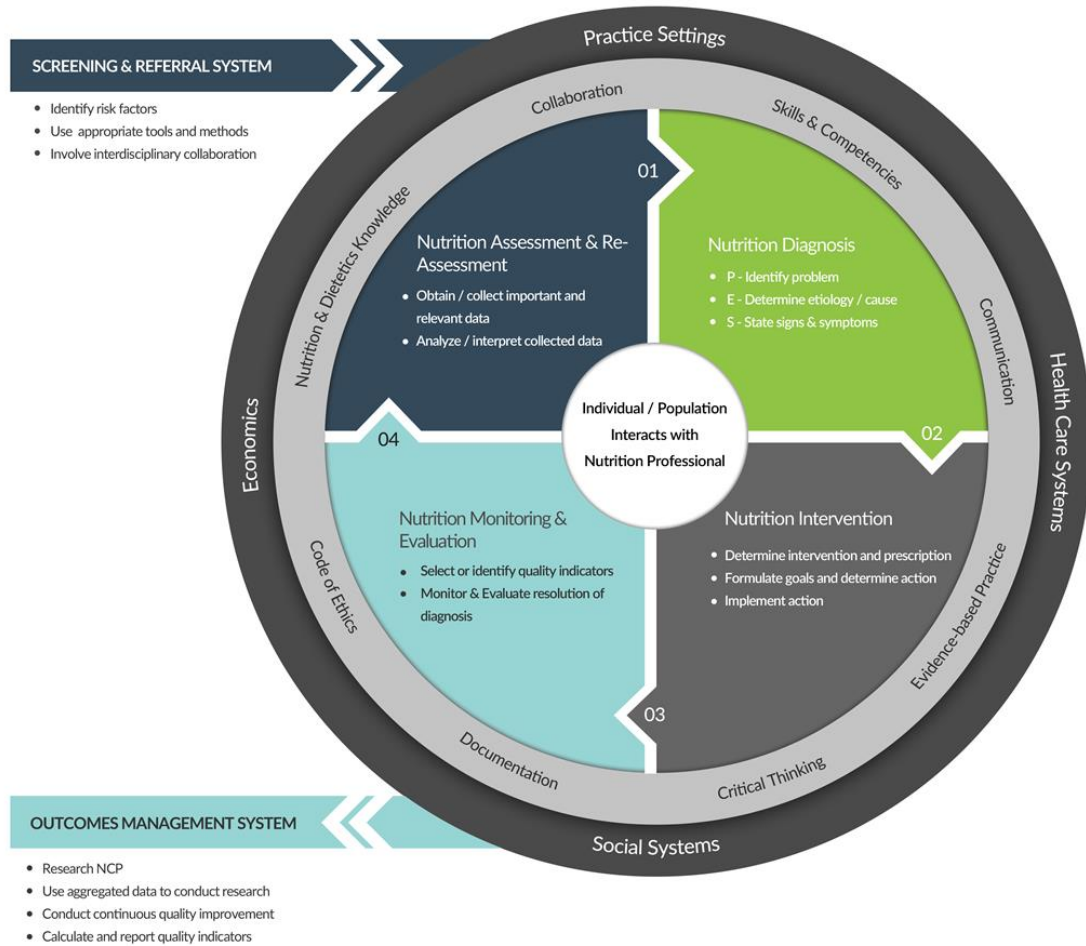 Practice Settings
SCREENING & REFERRAL SYSTEM
• Identify risk factors
• Use appropriate tools and methods
• Involve interdisciplinary collaboration
Collaboration
Skills & Competencies
Nutrition & Dietetics Knowledge
Communication
Economics
Health Care Systems
Code of Ethics
Evidence-based Practice
Documentation
Critical Thinking
Social Systems
01
Nutrition Assessment & Re-
Assessment
• Obtain / collect important and
relevant data
• Analyze / interpret collected data
Nutrition Diagnosis
• P - Identify problem
• E - Determine etiology / cause
• S - State signs & symptoms
02
Individual / Population
Interacts with
Nutrition Professional
Nutrition Intervention
• Determine intervention and prescription
• Formulate goals and determine action
• Implement action
03
04
Nutrition Monitoring &
Evaluation
• Select or identify quality indicators
• Monitor & Evaluate resolution of
diagnosis
OUTCOMES MANAGEMENT SYSTEM
• Research NCP
• Use aggregated data to conduct research
• Conduct continuous quality improvement
• Calculate and report quality indicators